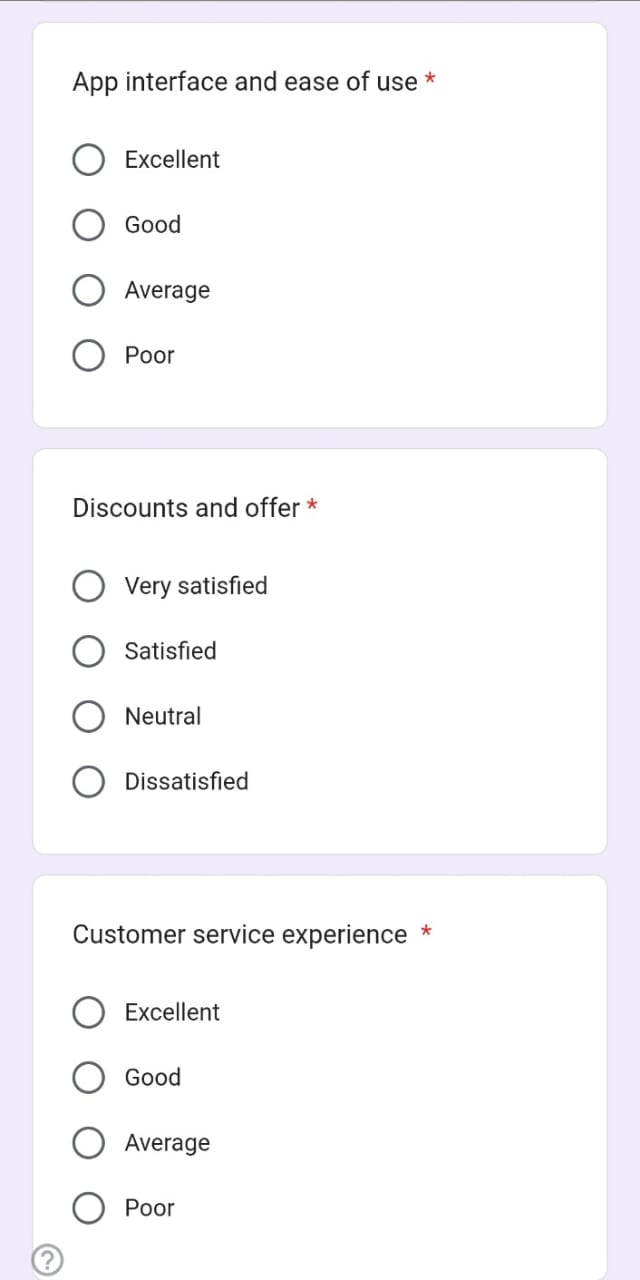 App interface and ease of use *
Excellent
Good
Average
Poor
Discounts and offer *
Very satisfied
Satisfied
Neutral
Dissatisfied
Customer service experience *
Excellent
Good
Average
Poor
?